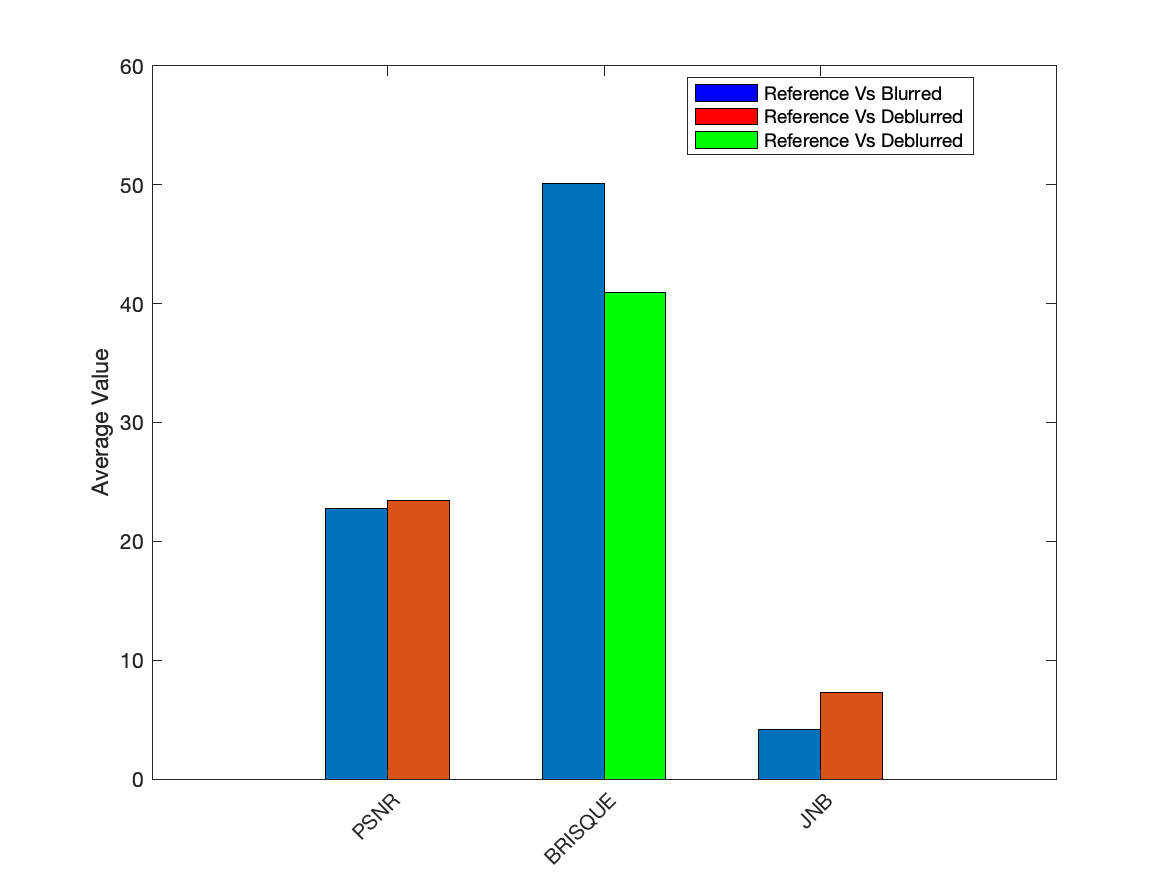 60
50
40
30
20
10
0
Average Value
Reference Vs Blurred
Reference Vs Deblurred
Reference Vs Deblurred
PSNR
BRISQUE
JNB